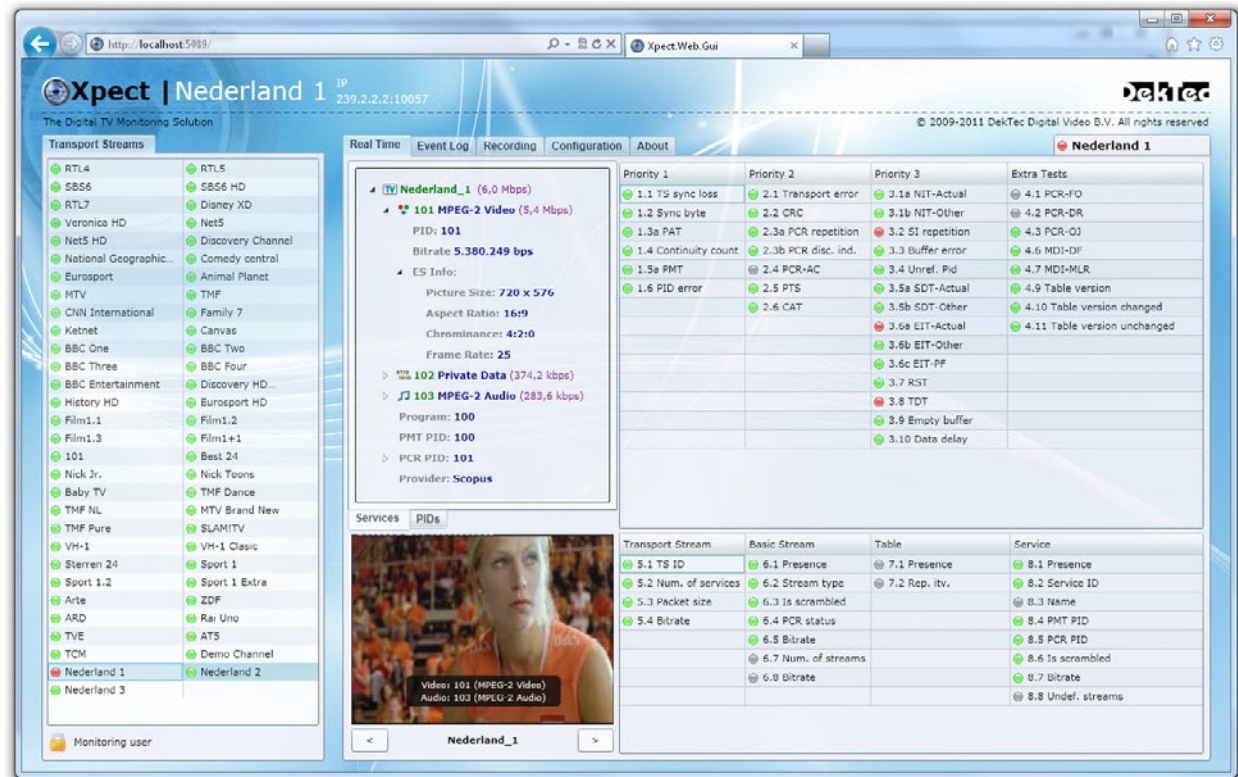 http://localhost:5089/
Xpect.Web.Gui
Xpect | Nederland 1 IP
239.2.2.2:10057
DekTec
The Digital TV Monitoring Solution
© 2009-2011 DekTec Digital Video B.V. All rights reserved
Transport Streams
RTL4 RTL5
SBS6 SBS6 HD
RTL7 Disney XD
Veronica HD Net5
Net5 HD Discovery Channel
National Geographic... Comedy central
Eurosport Animal Planet
MTV TMF
CNN International Family 7
Ketnet Canvas
BBC One BBC Two
BBC Three BBC Four
BBC Entertainment Discovery HD...
History HD Eurosport HD
Film1.1 Film1.2
Film1.3 Film1+1
101 Best 24
Nick Jr. Nick Toons
Baby TV TMF Dance
TMF NL MTV Brand New
TMF Pure SLAM!TV
VH-1 VH-1 Clasic
Sterren 24 Sport 1
Sport 1.2 Sport 1 Extra
Arte ZDF
ARD Rai Uno
TVE AT5
TCM Demo Channel
Nederland 1 Nederland 2
Nederland 3
Monitoring user
Real Time Event Log Recording Configuration About
Nederland 1
TV Nederland_1 (6,0 Mbps)
101 MPEG-2 Video (5,4 Mbps)
PID: 101
Bitrate 5.380.249 bps
ES Info:
Picture Size: 720 x 576
Aspect Ratio: 16:9
Chrominance: 4:2:0
Frame Rate: 25
102 Private Data (374,2 kbps)
103 MPEG-2 Audio (283,6 kbps)
Program: 100
PMT PID: 100
PCR PID: 101
Provider: Scopus
Services PIDs
Priority 1 Priority 2 Priority 3 Extra Tests
1.1 TS sync loss 2.1 Transport error 3.1a NIT-Actual 4.1 PCR-FO
1.2 Sync byte 2.2 CRC 3.1b NIT-Other 4.2 PCR-DR
1.3a PAT 2.3a PCR repetition 3.2 SI repetition 4.3 PCR-OJ
1.4 Continuity count 2.3b PCR disc. ind. 3.3 Buffer error 4.6 MDI-DF
1.5a PMT 2.4 PCR-AC 3.4 Unref. Pid 4.7 MDI-MLR
1.6 PID error 2.5 PTS 3.5a SDT-Actual 4.9 Table version
2.6 CAT 3.5b SDT-Other 4.10 Table version changed
3.6a EIT-Actual 4.11 Table version unchanged
3.6b EIT-Other
3.6c EIT-PF
3.7 RST
3.8 TDT
3.9 Empty buffer
3.10 Data delay
Video: 101 (MPEG-2 Video)
Audio: 103 (MPEG-2 Audio)
< Nederland_1 >
Transport Stream Basic Stream Table Service
5.1 TS ID 6.1 Presence 7.1 Presence 8.1 Presence
5.2 Num. of services 6.2 Stream type 7.2 Rep. itv. 8.2 Service ID
5.3 Packet size 6.3 Is scrambled 8.3 Name
5.4 Bitrate 6.4 PCR status 8.4 PMT PID
6.5 Bitrate 8.5 PCR PID
6.7 Num. of streams 8.6 Is scrambled
6.8 Bitrate 8.7 Bitrate
8.8 Undef. streams